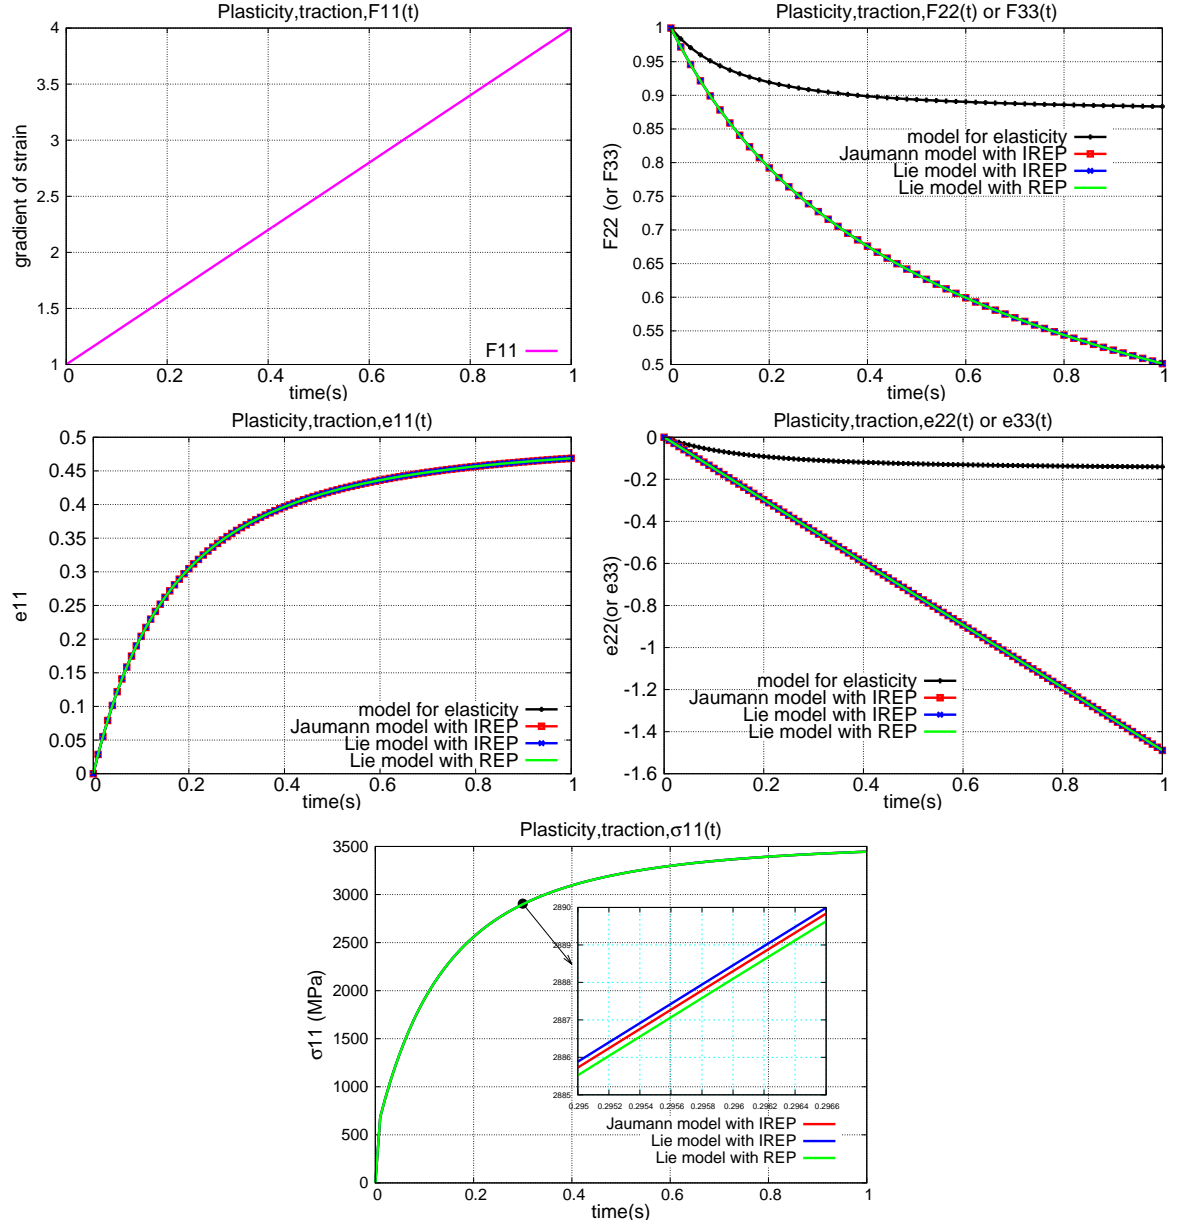 Plasticity,traction,F11(t)
4
3.5
3
2.5
2
1.5
1
gradient of strain
F11
0 0.2 0.4 0.6 0.8 1
time(s)
Plasticity,traction,F22(t) or F33(t)
1
0.95
0.9
0.85
0.8
0.75
0.7
0.65
0.6
0.55
0.5
F22 (or F33)
model for elasticity
Jaumann model with IREP
Lie model with IREP
Lie model with REP
0 0.2 0.4 0.6 0.8 1
time(s)
Plasticity,traction,e11(t)
0.5
0.45
0.4
0.35
0.3
0.25
0.2
0.15
0.1
0.05
0
e11
model for elasticity
Jaumann model with IREP
Lie model with IREP
Lie model with REP
0 0.2 0.4 0.6 0.8 1
time(s)
Plasticity,traction,e22(t) or e33(t)
0
-0.2
-0.4
-0.6
-0.8
-1
-1.2
-1.4
-1.6
e22(or e33)
model for elasticity
Jaumann model with IREP
Lie model with IREP
Lie model with REP
0 0.2 0.4 0.6 0.8 1
time(s)
Plasticity,traction,σ11(t)
3500
3000
2500
2000
1500
1000
500
0
σ11 (MPa)
2890
2889
2888
2887
2886
2885
0.295 0.2952 0.2954 0.2956 0.2958 0.296 0.2962 0.2964 0.2966
Jaumann model with IREP
Lie model with IREP
Lie model with REP
0 0.2 0.4 0.6 0.8 1
time(s)